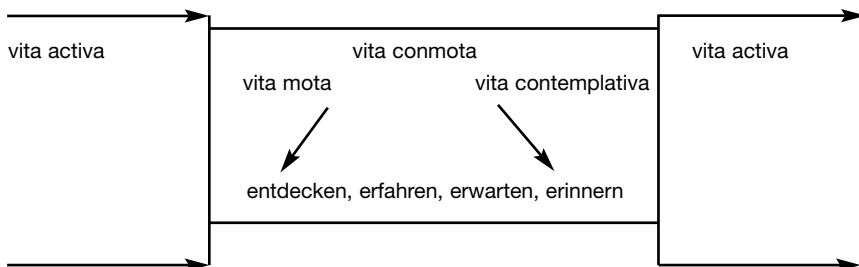 vita activa vita conmota vita activa
vita mota vita contemplativa
entdecken, erfahren, erwarten, erinnern